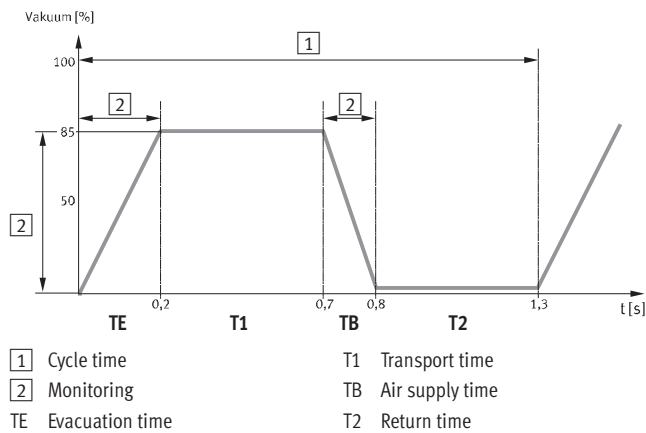 Vakuum [%]
100
1
2
2
85
50
2
0,2
0,7
0,8
1,3
t [s]
TE
T1
TB
T2
1 Cycle time
2 Monitoring
TE Evacuation time
T1 Transport time
TB Air supply time
T2 Return time